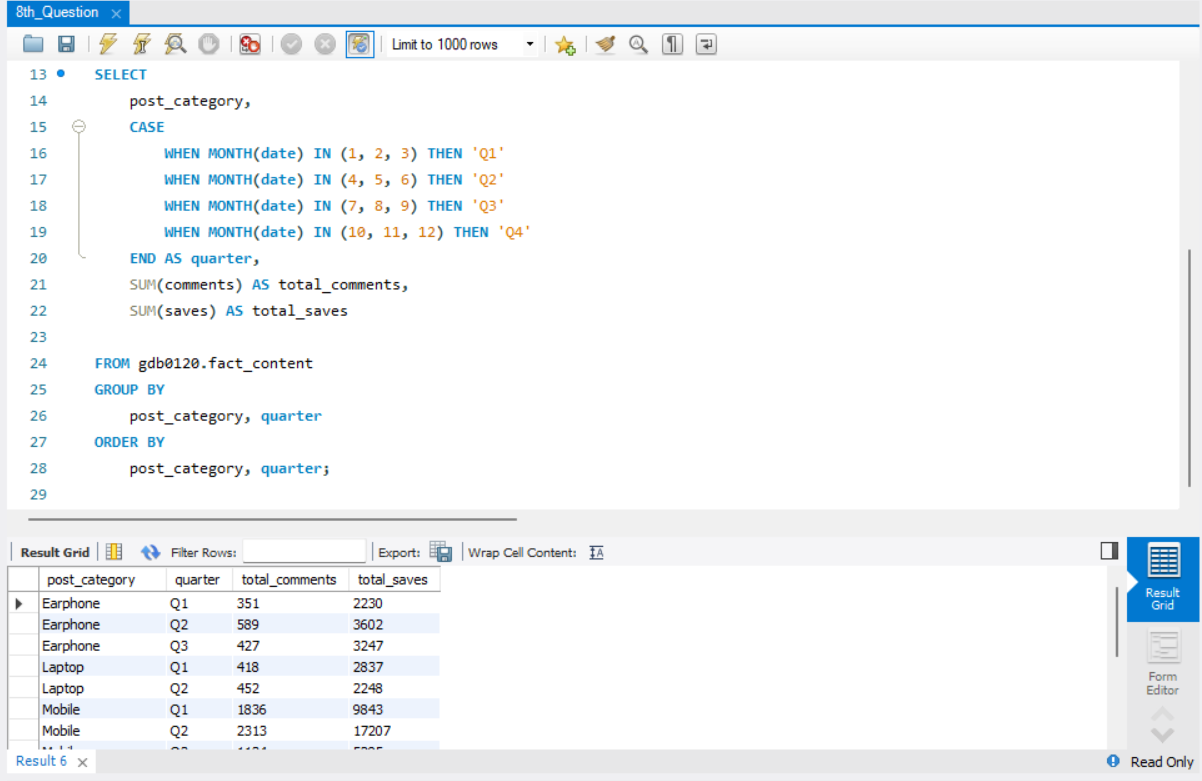 8th_Question
Limit to 1000 rows
13 SELECT
14 post_category,
15 CASE
16 WHEN MONTH(date) IN (1, 2, 3) THEN 'Q1'
17 WHEN MONTH(date) IN (4, 5, 6) THEN 'Q2'
18 WHEN MONTH(date) IN (7, 8, 9) THEN 'Q3'
19 WHEN MONTH(date) IN (10, 11, 12) THEN 'Q4'
20 END AS quarter,
21 SUM(comments) AS total_comments,
22 SUM(saves) AS total_saves
23
24 FROM gdb0120.fact_content
25 GROUP BY
26 post_category, quarter
27 ORDER BY
28 post_category, quarter;
29
Result Grid Filter Rows: Export: Wrap Cell Content:
post_category quarter total_comments total_saves
Earphone Q1 351 2230
Earphone Q2 589 3602
Earphone Q3 427 3247
Laptop Q1 418 2837
Laptop Q2 452 2248
Mobile Q1 1836 9843
Mobile Q2 2313 17207
Result
Grid
Form
Editor
Result 6
Read Only